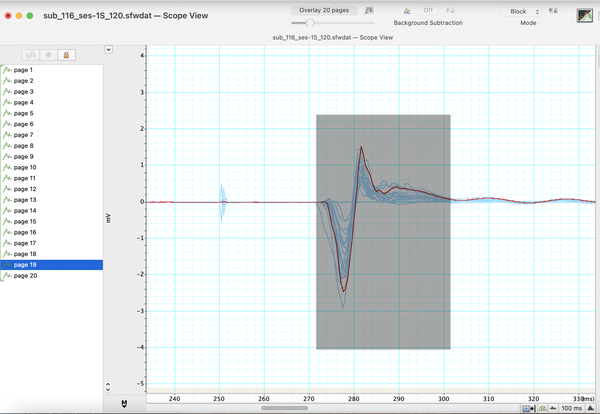 sub_116_ses-1S_120.sfwdat — Scope View
Overlay 20 pages
Off
Block
Background Subtraction
Mode
sub_116_ses-1S_120.sfwdat — Scope View
page 1
page 2
page 3
page 4
page 5
page 6
page 7
page 8
page 9
page 10
page 11
page 12
page 13
page 14
page 15
page 16
page 17
page 18
page 19
page 20
4
3
2
1
0
-1
-2
-3
-4
-5
mV
240
250
260
270
280
290
300
310
320
330
(ms)
100 ms